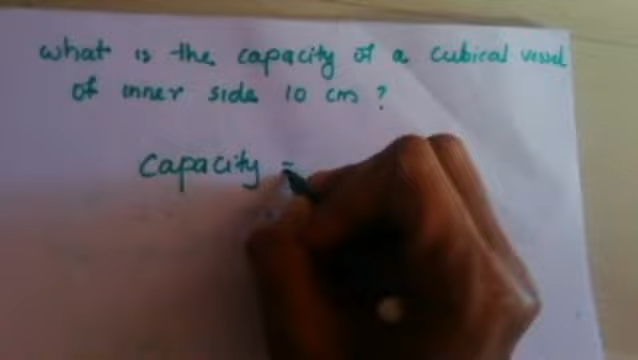 what is the capacity of a cubical vessel
of inner side 10 cm ?
Capacity =